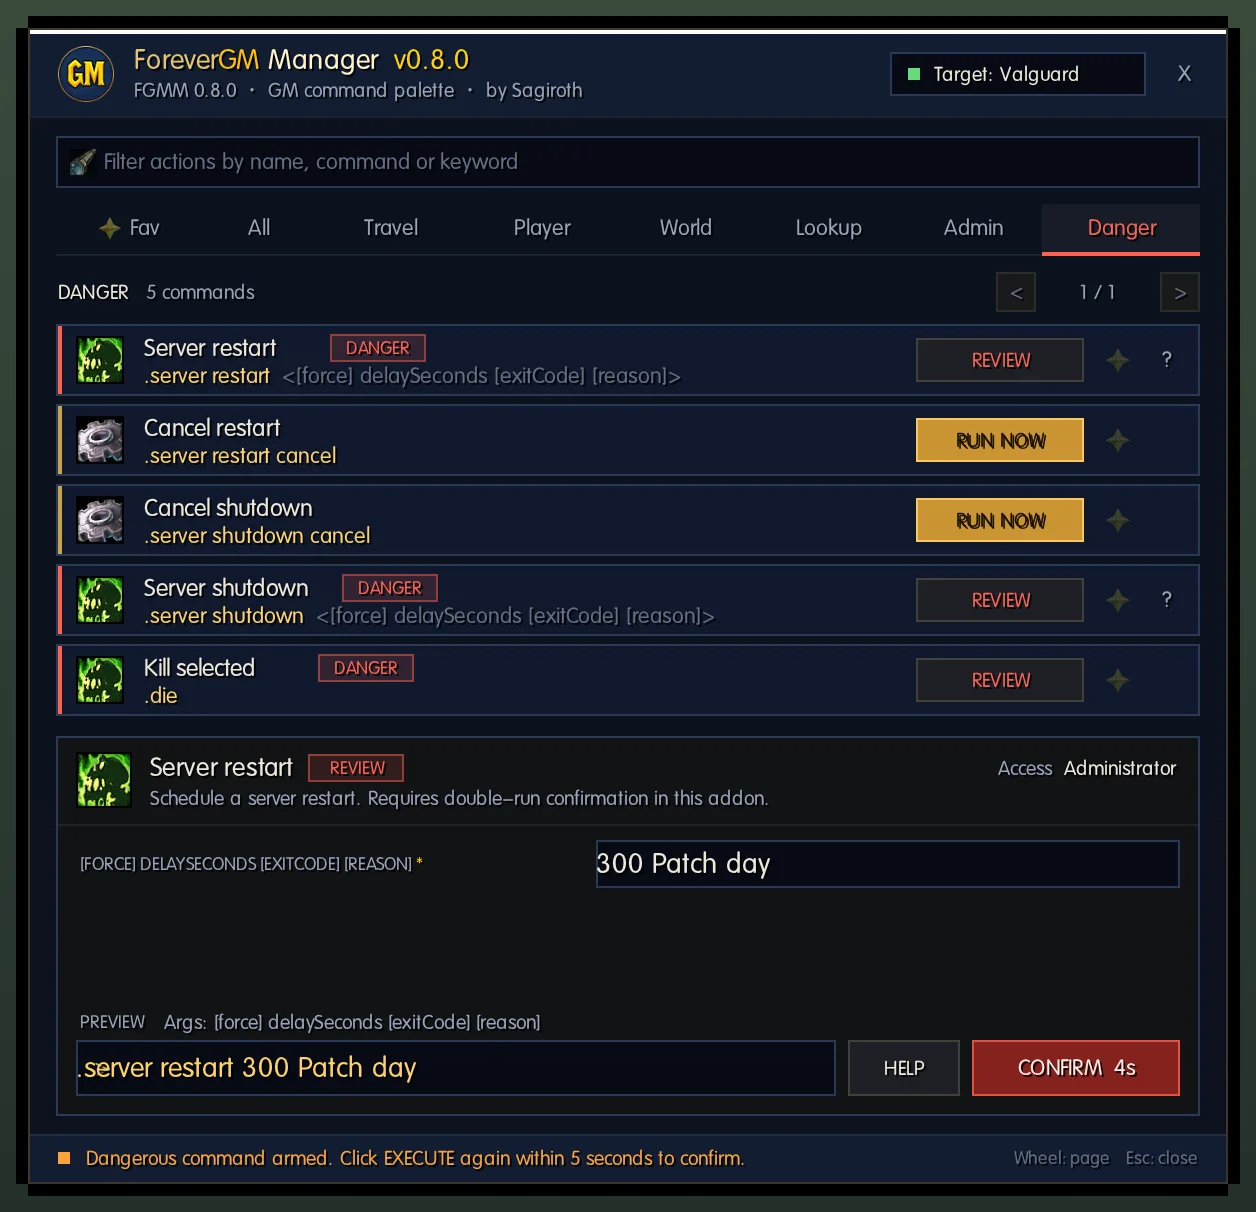 GM
ForeverGM Manager v0.8.0
FGMM 0.8.0 · GM command palette · by Sagiroth
Target: Valguard
X
Filter actions by name, command or keyword
Fav All Travel Player World Lookup Admin Danger
DANGER 5 commands
< 1 / 1 >
Server restart DANGER
.server restart <[force] delaySeconds [exitCode] [reason]>
REVIEW ?
Cancel restart
.server restart cancel
RUN NOW
Cancel shutdown
.server shutdown cancel
RUN NOW
Server shutdown DANGER
.server shutdown <[force] delaySeconds [exitCode] [reason]>
REVIEW ?
Kill selected DANGER
.die
REVIEW
Server restart REVIEW
Access Administrator
Schedule a server restart. Requires double-run confirmation in this addon.
[FORCE] DELAYSECONDS [EXITCODE] [REASON] *
300 Patch day
PREVIEW Args: [force] delaySeconds [exitCode] [reason]
.server restart 300 Patch day
HELP
CONFIRM 4s
Dangerous command armed. Click EXECUTE again within 5 seconds to confirm.
Wheel: page Esc: close